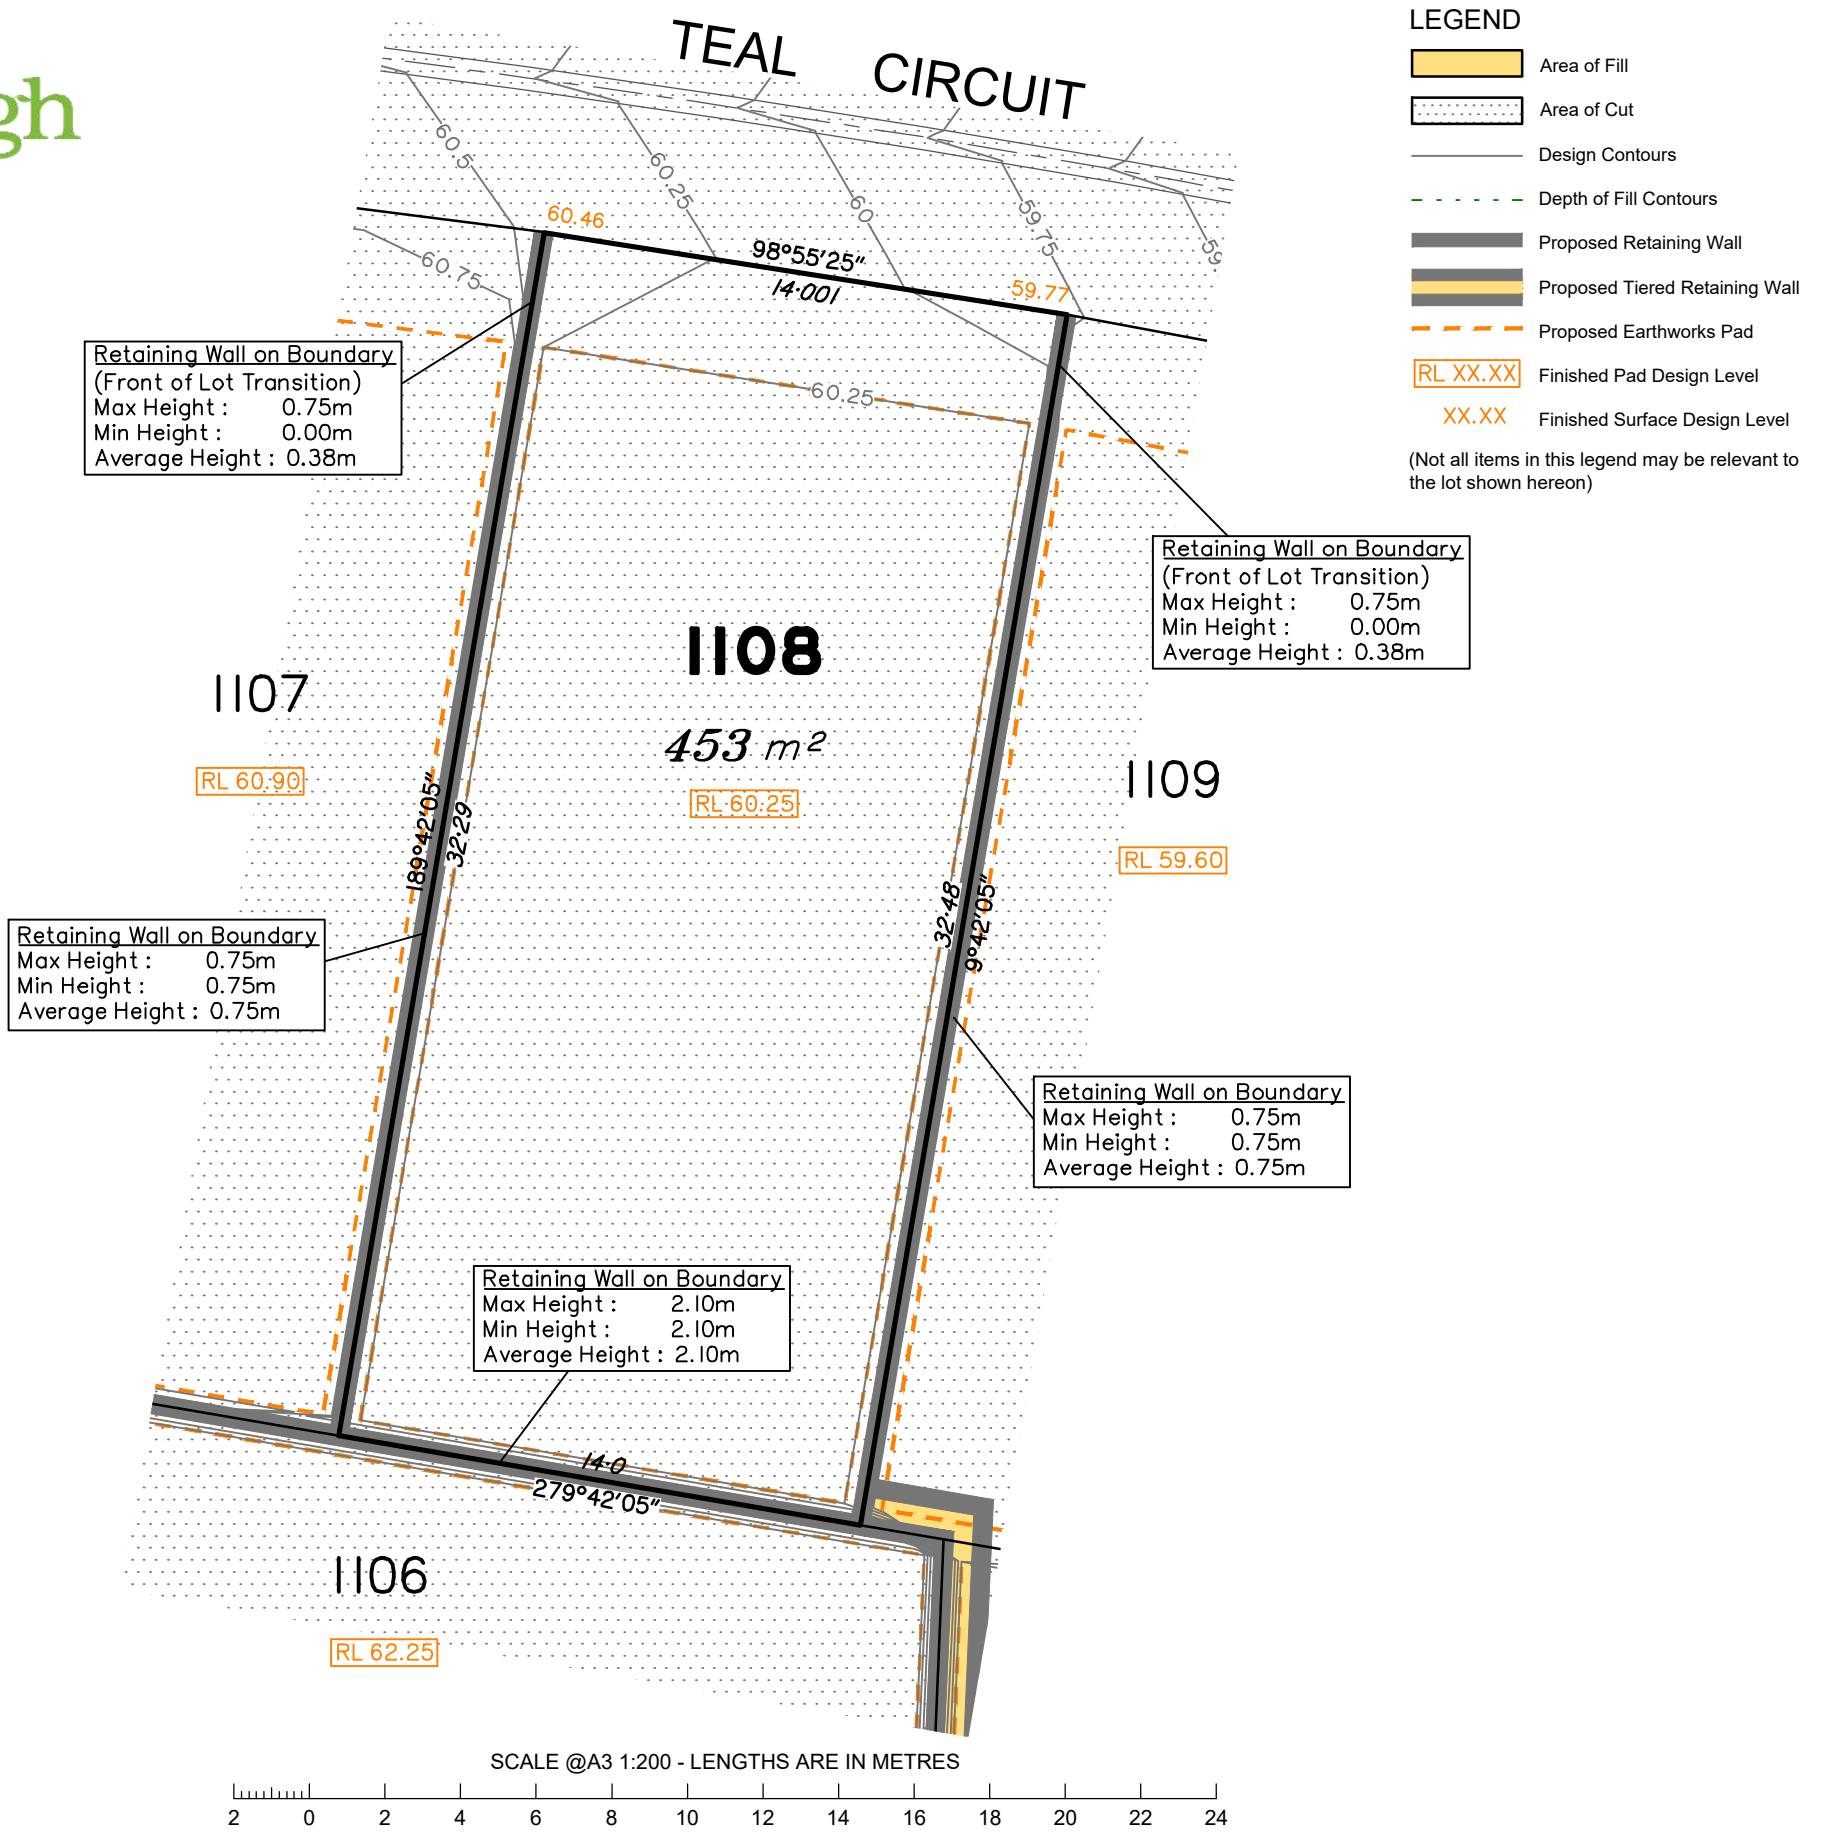 gh
TEAL CIRCUIT
60.5
60.25
60
59.75
59.
60.75
60.46
98°55'25"
14·001
59.77
60.25
Retaining Wall on Boundary
(Front of Lot Transition)
Max Height : 0.75m
Min Height : 0.00m
Average Height : 0.38m
Retaining Wall on Boundary
(Front of Lot Transition)
Max Height : 0.75m
Min Height : 0.00m
Average Height : 0.38m
1107
RL 60.90
1108
453 m²
RL 60.25
1109
RL 59.60
189°42'05"
32·29
32·48
9°42'05"
Retaining Wall on Boundary
Max Height : 0.75m
Min Height : 0.75m
Average Height : 0.75m
Retaining Wall on Boundary
Max Height : 0.75m
Min Height : 0.75m
Average Height : 0.75m
Retaining Wall on Boundary
Max Height : 2.10m
Min Height : 2.10m
Average Height : 2.10m
14·0
279°42'05"
1106
RL 62.25
SCALE @A3 1:200 - LENGTHS ARE IN METRES
2 0 2 4 6 8 10 12 14 16 18 20 22 24
LEGEND
Area of Fill
Area of Cut
Design Contours
Depth of Fill Contours
Proposed Retaining Wall
Proposed Tiered Retaining Wall
Proposed Earthworks Pad
RL XX.XX Finished Pad Design Level
XX.XX Finished Surface Design Level
(Not all items in this legend may be relevant to
the lot shown hereon)